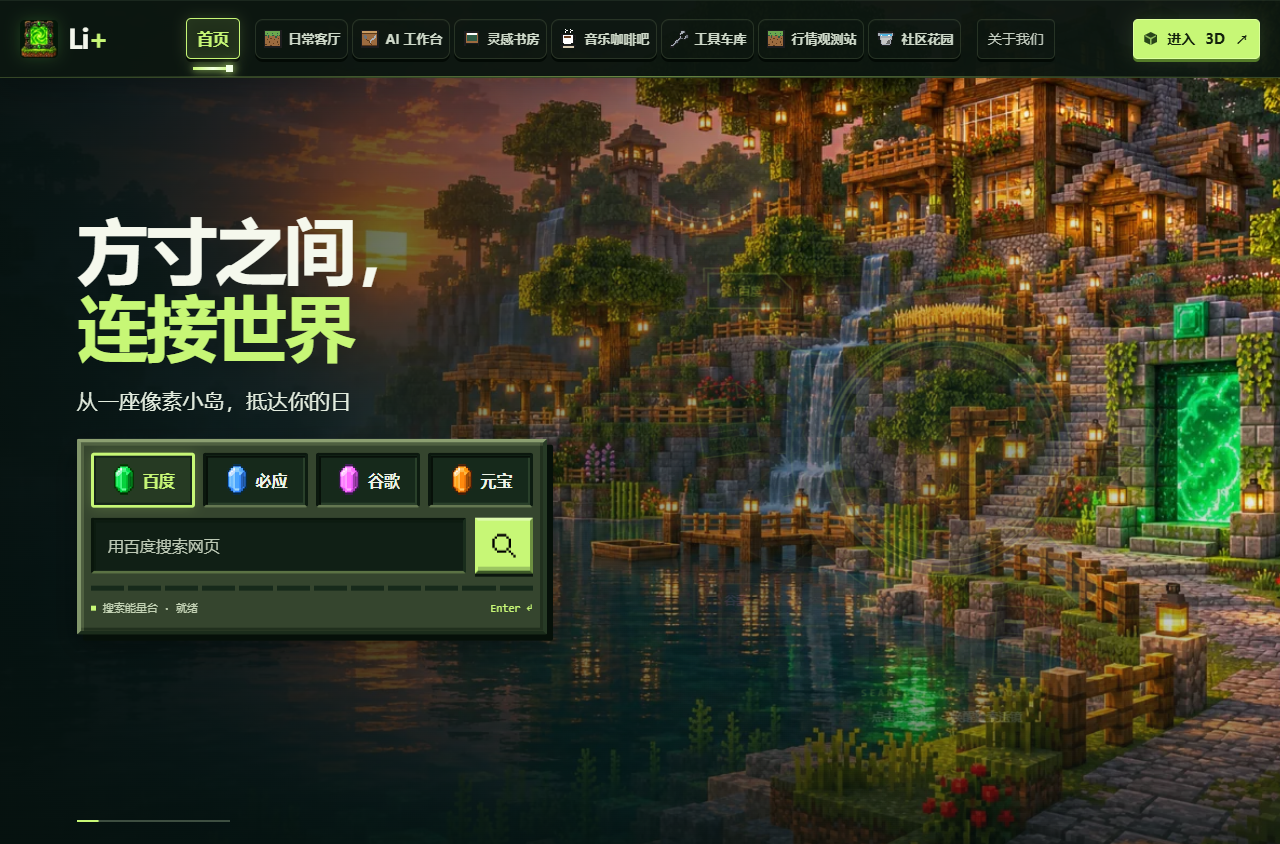 Li+
首页
日常客厅
AI 工作台
灵感书房
音乐咖啡吧
工具车库
行情观测站
社区花园
关于我们
进入 3D ↗
方寸之间，
连接世界
从一座像素小岛，抵达你的日
百度
必应
谷歌
元宝
用百度搜索网页
搜索能星台 · 就绪
Enter ↲